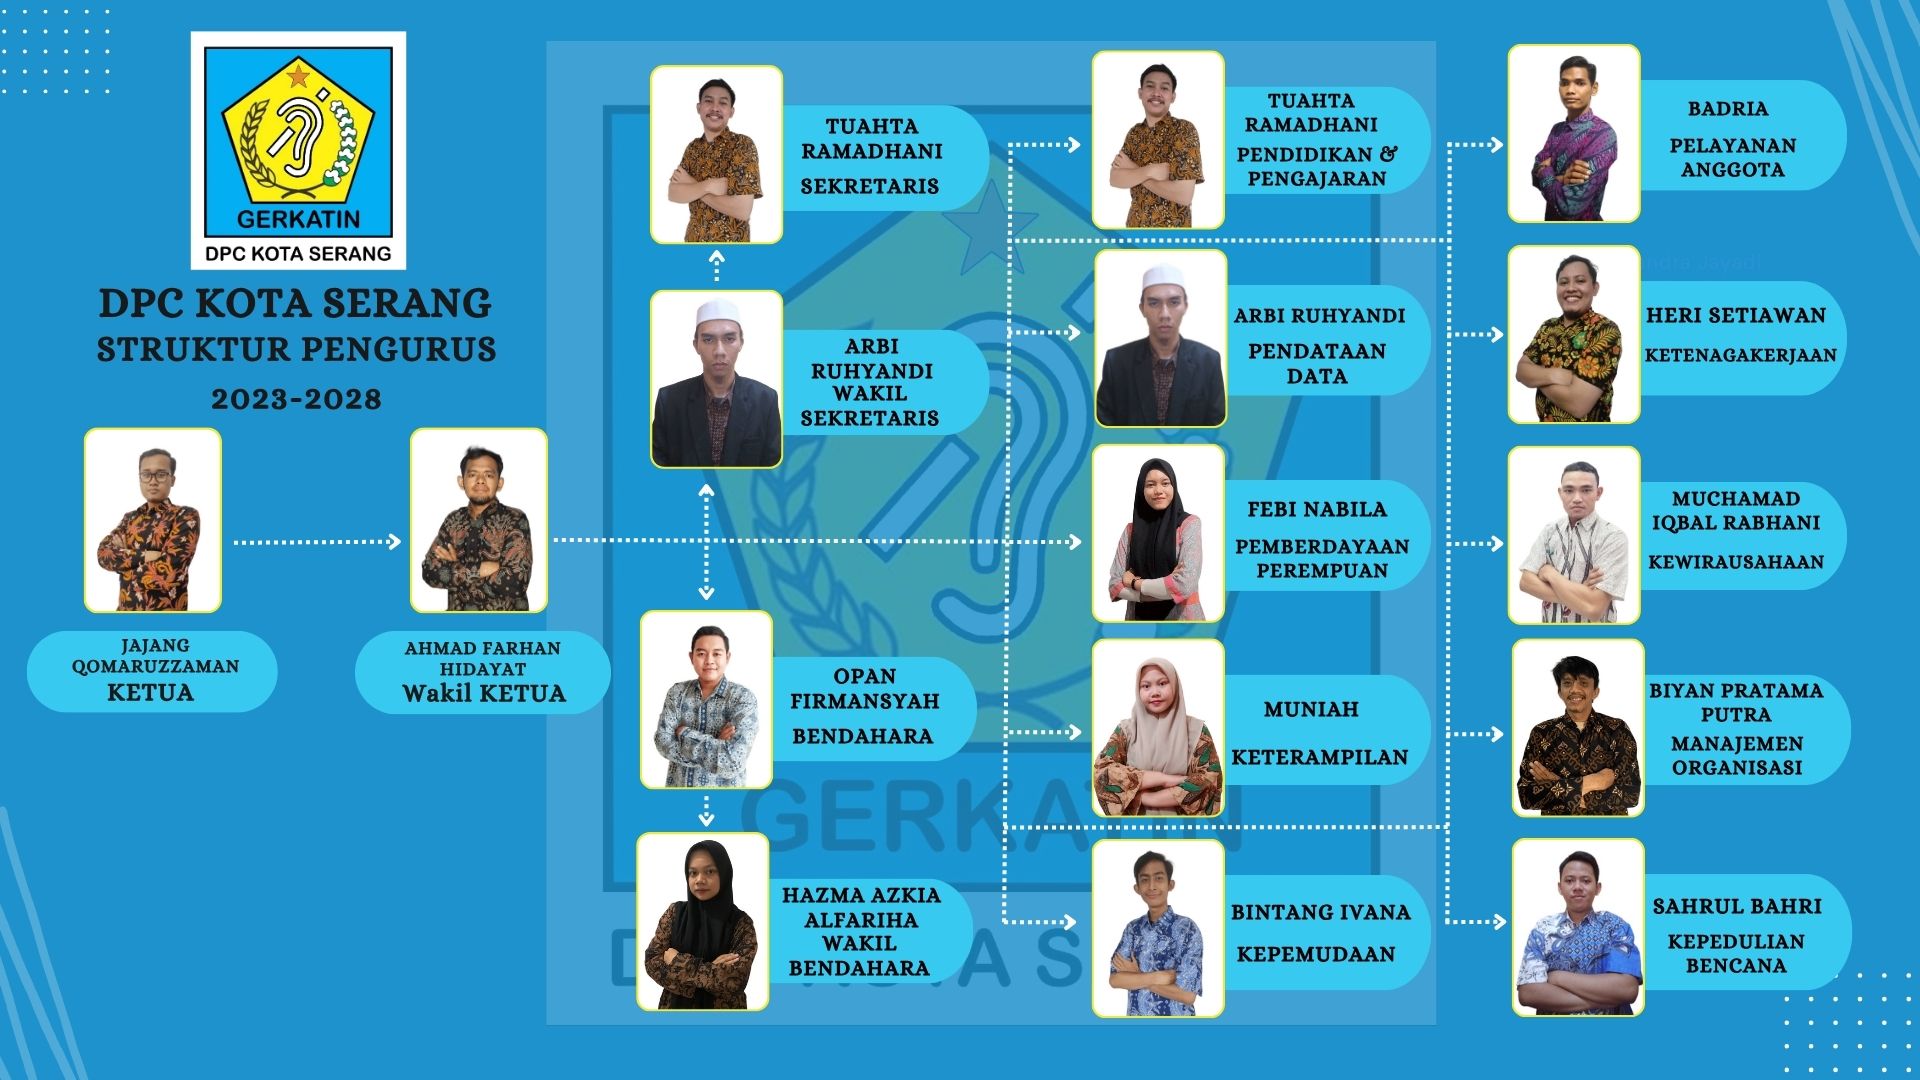 GERKATIN
DPC KOTA SERANG
DPC KOTA SERANG
STRUKTUR PENGURUS
2023-2028
JAJANG
QOMARUZZAMAN
KETUA
AHMAD FARHAN
HIDAYAT
Wakil KETUA
TUAHTA
RAMADHANI
SEKRETARIS
ARBI
RUHYANDI
WAKIL
SEKRETARIS
OPAN
FIRMANSYAH
BENDAHARA
HAZMA AZKIA
ALFARIHA
WAKIL
BENDAHARA
TUAHTA
RAMADHANI
PENDIDIKAN &
PENGAJARAN
ARBI RUHYANDI
PENDATAAN
DATA
FEBI NABILA
PEMBERDAYAAN
PEREMPUAN
MUNIAH
KETERAMPILAN
BINTANG IVANA
KEPEMUDAAN
BADRIA
PELAYANAN
ANGGOTA
HERI SETIAWAN
KETENAGAKERJAAN
MUCHAMAD
IQBAL RABHANI
KEWIRAUSAHAAN
BIYAN PRATAMA
PUTRA
MANAJEMEN
ORGANISASI
SAHRUL BAHRI
KEPEDULIAN
BENCANA
GERKATIN